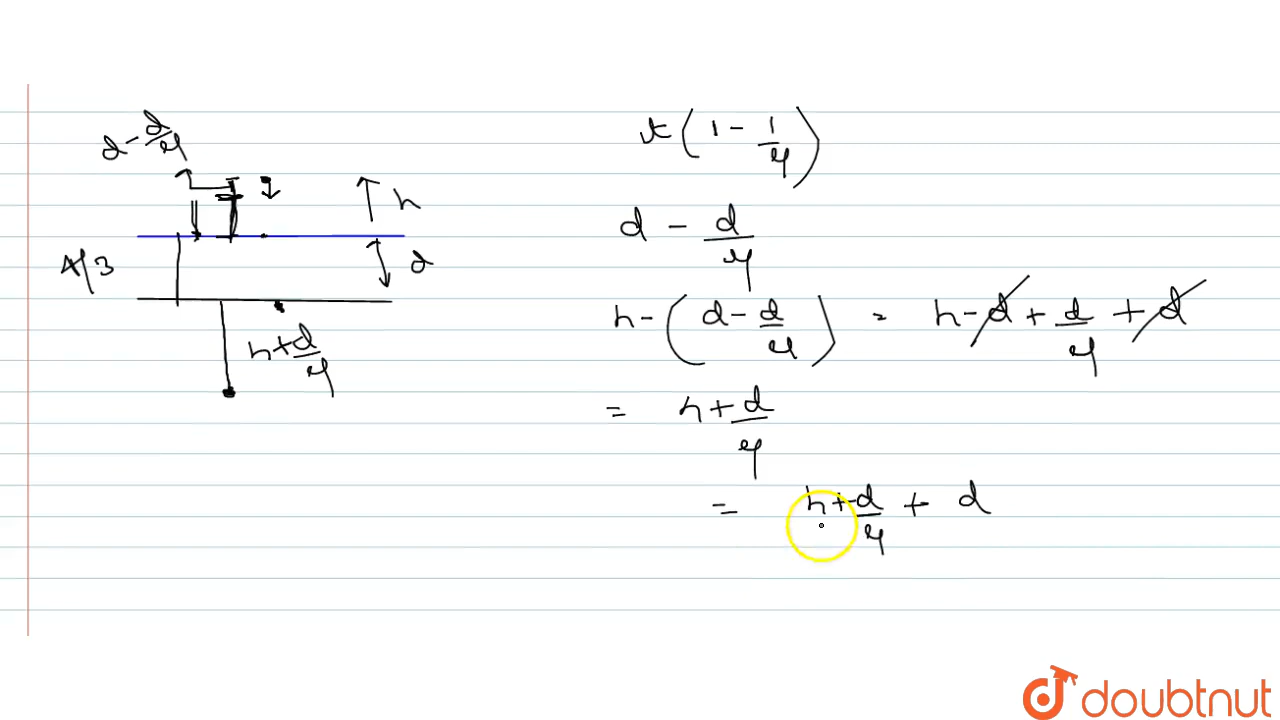 d - d/μ
h
4/3
d
h + d/μ
t(1 - 1/μ)
d - d/μ
h - (d - d/μ) = h - d + d/μ + d
= h + d/μ
= h + d/μ + d
doubtnut